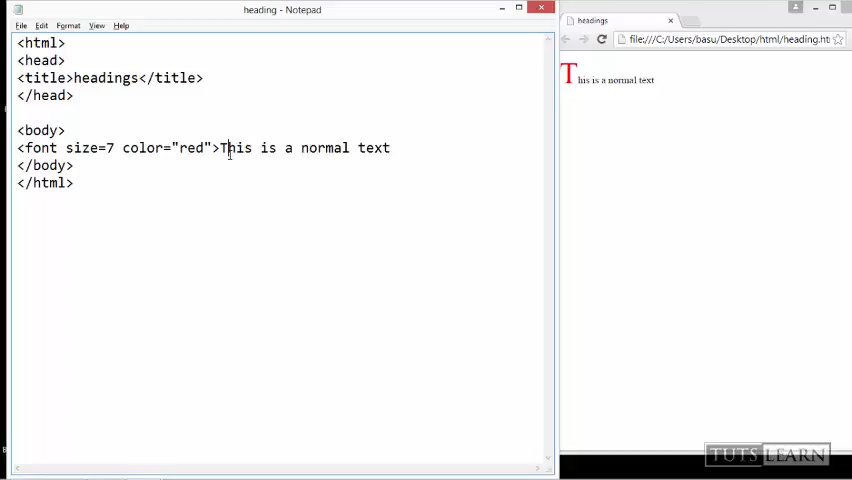 heading - Notepad
File Edit Format View Help
<html>
<head>
<title>headings</title>
</head>
<body>
<font size=7 color="red">This is a normal text
</body>
</html>
headings
file:///C:/Users/basu/Desktop/html/heading.ht
This is a normal text
TUTS LEARN